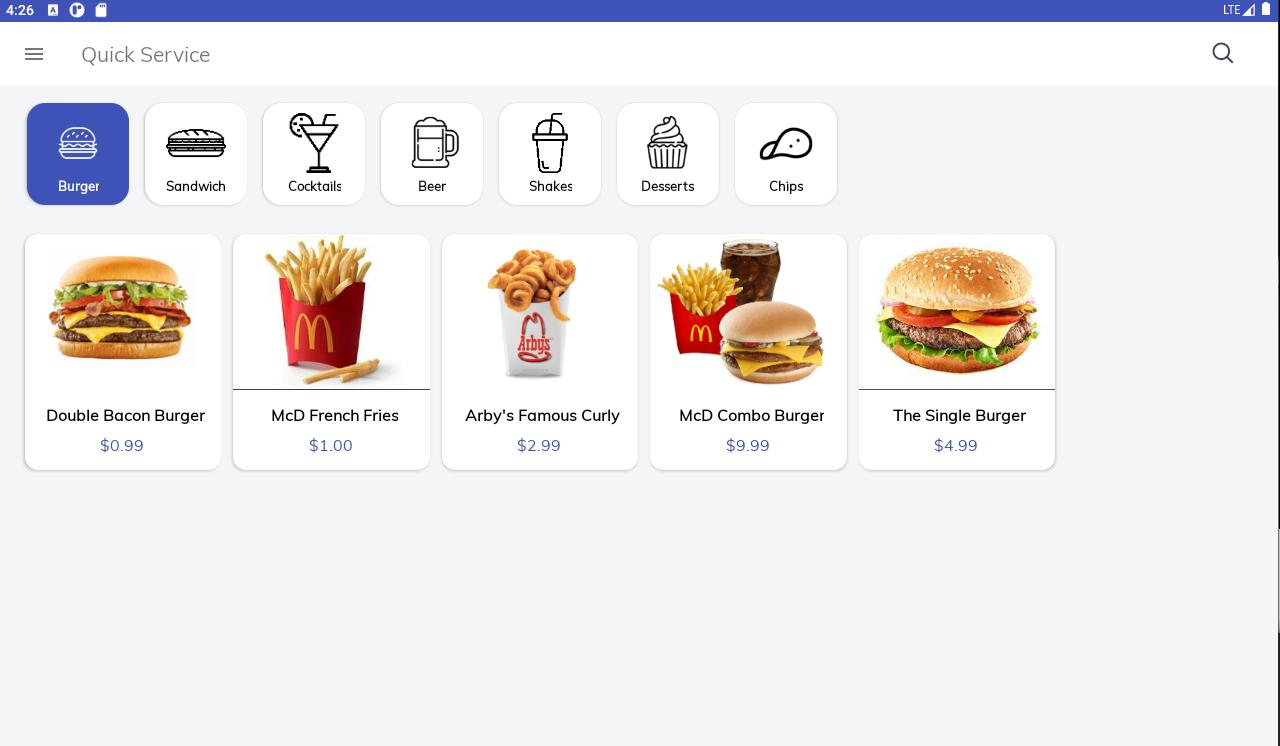 4:26
LTE
Quick Service
Burger
Sandwich
Cocktails
Beer
Shakes
Desserts
Chips
Arby's
Double Bacon Burger
McD French Fries
Arby's Famous Curly
McD Combo Burger
The Single Burger
$0.99
$1.00
$2.99
$9.99
$4.99